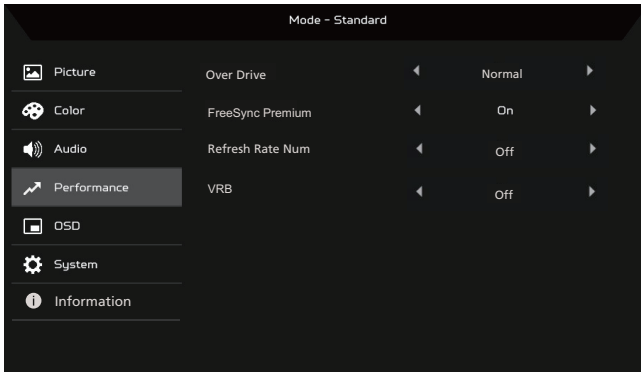 Mode - Standard
Picture
Color
Audio
Performance
OSD
System
Information
Over Drive Normal
FreeSync Premium On
Refresh Rate Num Off
VRB Off